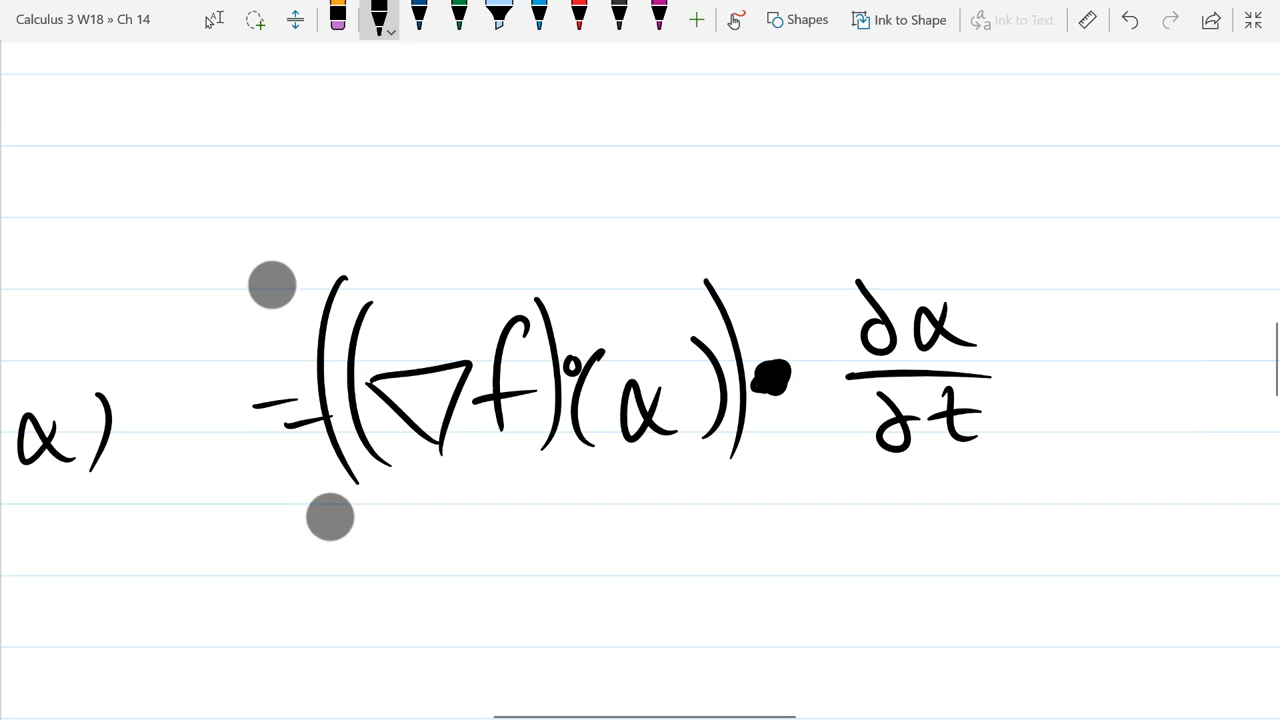 Calculus 3 W18 » Ch 14
Shapes
Ink to Shape
Ink to Text
α) = ((∇f)∘(α)) • ∂α/∂t